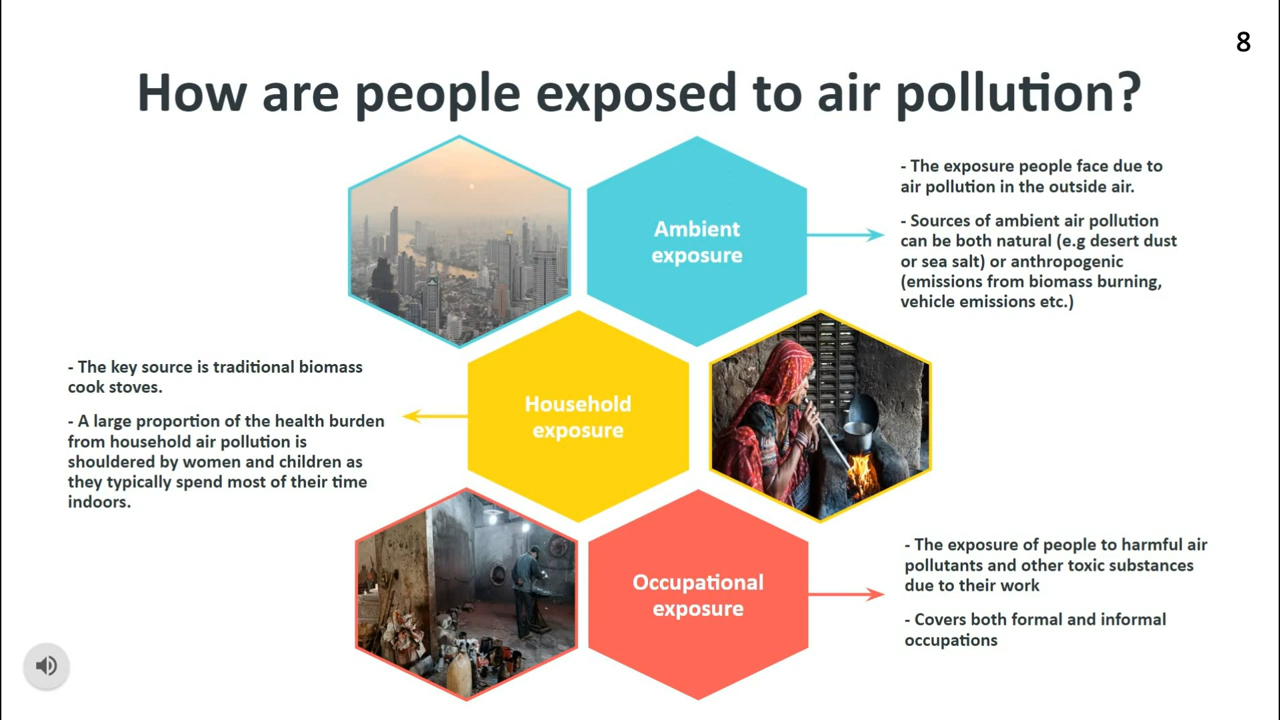 8
How are people exposed to air pollution?
Ambient
exposure
- The exposure people face due to
air pollution in the outside air.
- Sources of ambient air pollution
can be both natural (e.g desert dust
or sea salt) or anthropogenic
(emissions from biomass burning,
vehicle emissions etc.)
Household
exposure
- The key source is traditional biomass
cook stoves.
- A large proportion of the health burden
from household air pollution is
shouldered by women and children as
they typically spend most of their time
indoors.
Occupational
exposure
- The exposure of people to harmful air
pollutants and other toxic substances
due to their work
- Covers both formal and informal
occupations